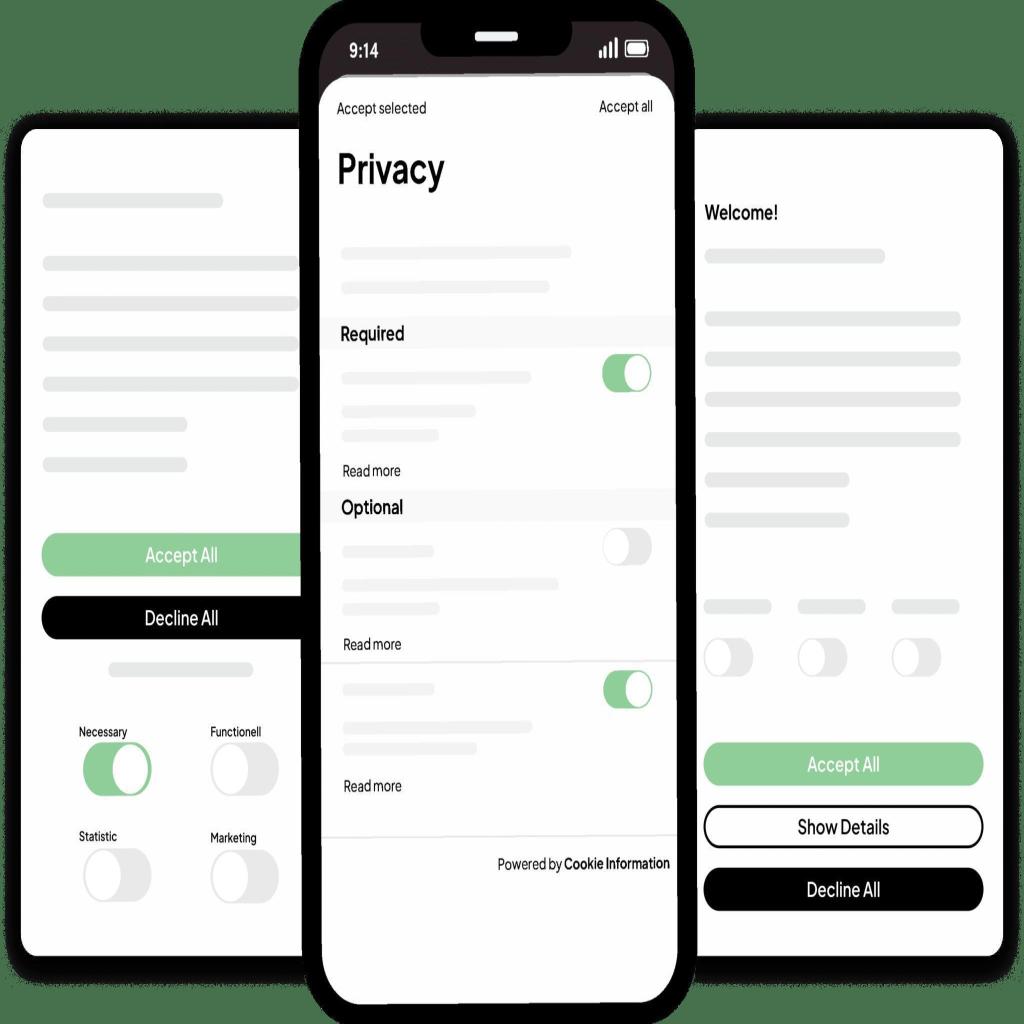 Accept All
Decline All
Necessary
Functionell
Statistic
Marketing
9:14
Accept selected
Accept all
Privacy
Required
Read more
Optional
Read more
Read more
Powered by Cookie Information
Welcome!
Accept All
Show Details
Decline All